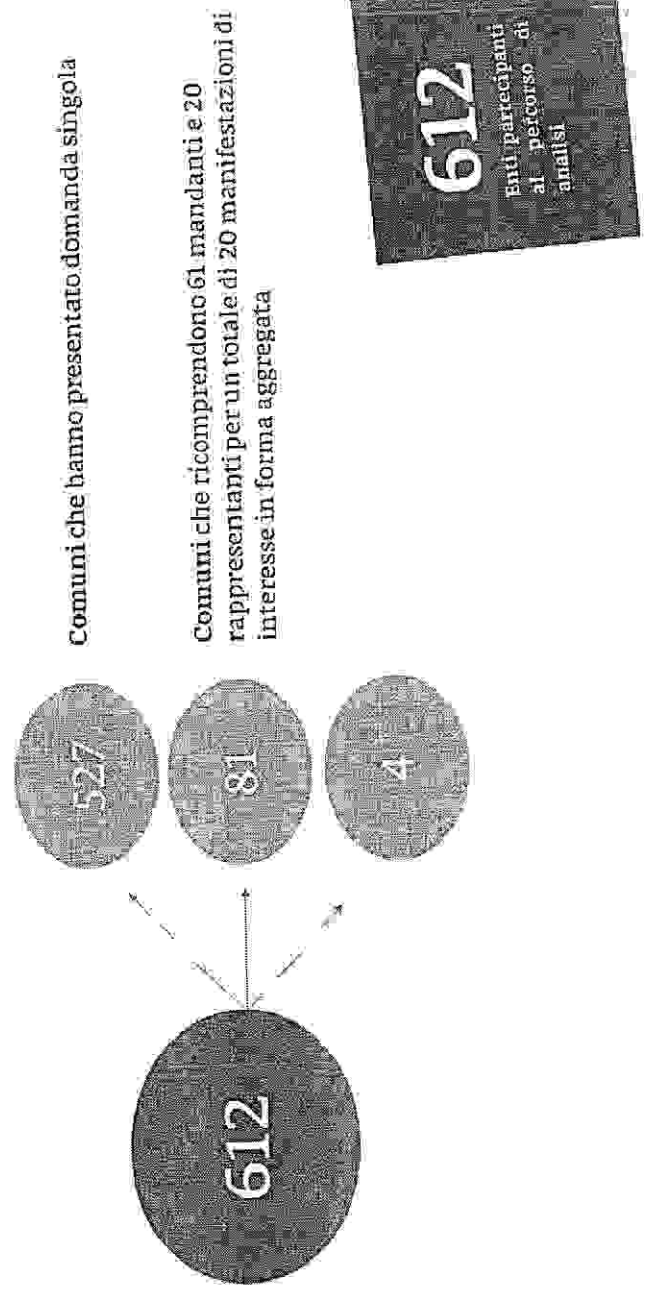 612
527
Comuni che hanno presentato domanda singola
81
Comuni che ricomprendono 61 mandanti e 20
rappresentanti per un totale di 20 manifestazioni di
interesse in forma aggregata
4
612
Enti partecipanti
al percorso di
analisi